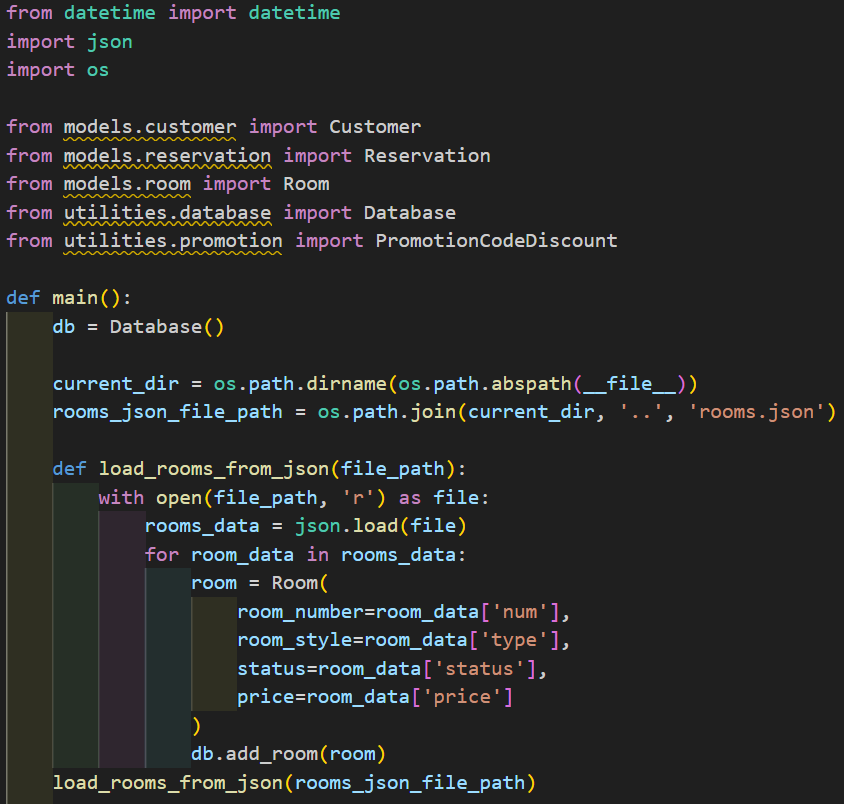 from datetime import datetime
import json
import os

from models.customer import Customer
from models.reservation import Reservation
from models.room import Room
from utilities.database import Database
from utilities.promotion import PromotionCodeDiscount

def main():
    db = Database()

    current_dir = os.path.dirname(os.path.abspath(__file__))
    rooms_json_file_path = os.path.join(current_dir, '..', 'rooms.json')

    def load_rooms_from_json(file_path):
        with open(file_path, 'r') as file:
            rooms_data = json.load(file)
            for room_data in rooms_data:
                room = Room(
                    room_number=room_data['num'],
                    room_style=room_data['type'],
                    status=room_data['status'],
                    price=room_data['price']
                )
                db.add_room(room)
    load_rooms_from_json(rooms_json_file_path)